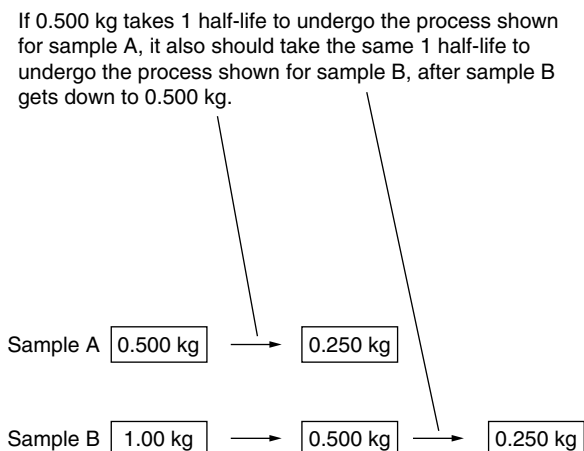 If 0.500 kg takes 1 half-life to undergo the process shown
for sample A, it also should take the same 1 half-life to
undergo the process shown for sample B, after sample B
gets down to 0.500 kg.
Sample A 0.500 kg 0.250 kg
Sample B 1.00 kg 0.500 kg 0.250 kg